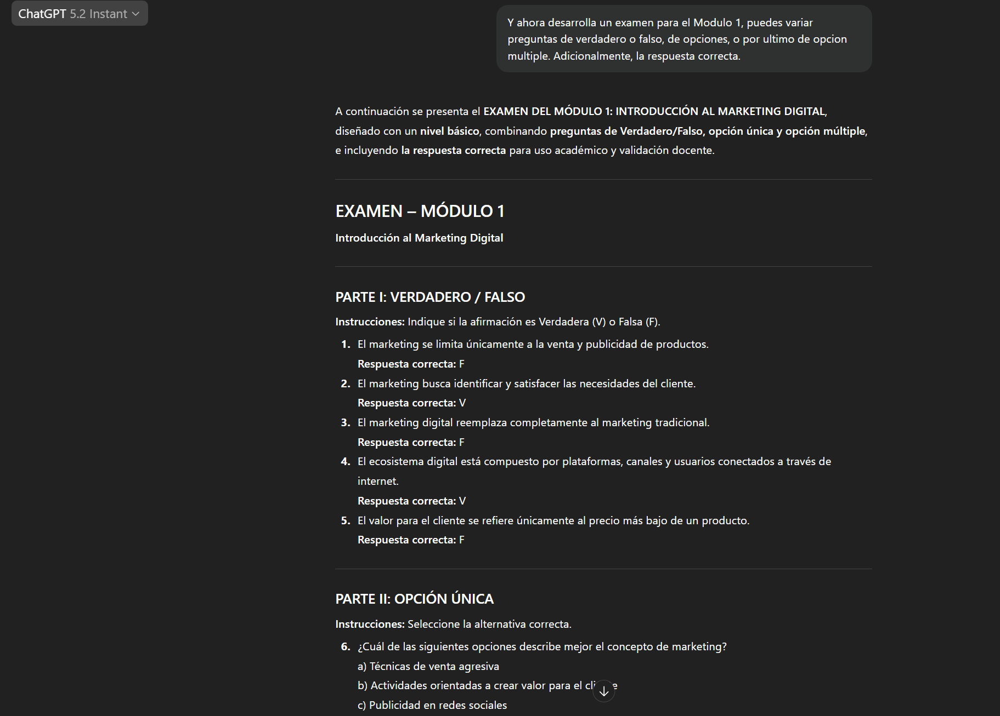 ChatGPT 5.2 Instant
Y ahora desarrolla un examen para el Modulo 1, puedes variar
preguntas de verdadero o falso, de opciones, o por ultimo de opcion
multiple. Adicionalmente, la respuesta correcta.
A continuación se presenta el EXAMEN DEL MÓDULO 1: INTRODUCCIÓN AL MARKETING DIGITAL,
diseñado con un nivel básico, combinando preguntas de Verdadero/Falso, opción única y opción múltiple,
e incluyendo la respuesta correcta para uso académico y validación docente.
EXAMEN – MÓDULO 1
Introducción al Marketing Digital
PARTE I: VERDADERO / FALSO
Instrucciones: Indique si la afirmación es Verdadera (V) o Falsa (F).
1. El marketing se limita únicamente a la venta y publicidad de productos.
Respuesta correcta: F
2. El marketing busca identificar y satisfacer las necesidades del cliente.
Respuesta correcta: V
3. El marketing digital reemplaza completamente al marketing tradicional.
Respuesta correcta: F
4. El ecosistema digital está compuesto por plataformas, canales y usuarios conectados a través de
internet.
Respuesta correcta: V
5. El valor para el cliente se refiere únicamente al precio más bajo de un producto.
Respuesta correcta: F
PARTE II: OPCIÓN ÚNICA
Instrucciones: Seleccione la alternativa correcta.
6. ¿Cuál de las siguientes opciones describe mejor el concepto de marketing?
a) Técnicas de venta agresiva
b) Actividades orientadas a crear valor para el cliente
c) Publicidad en redes sociales